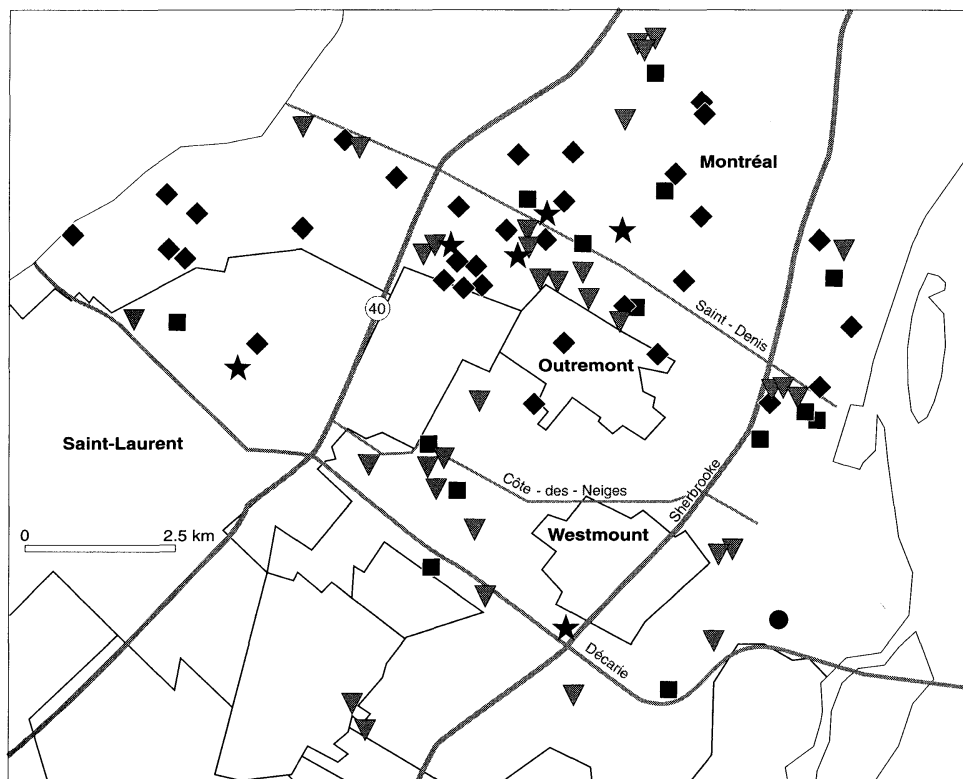 Montréal
40
Saint - Denis
Outremont
Saint-Laurent
Côte - des - Neiges
Sherbrooke
Westmount
0 2.5 km
Décarie